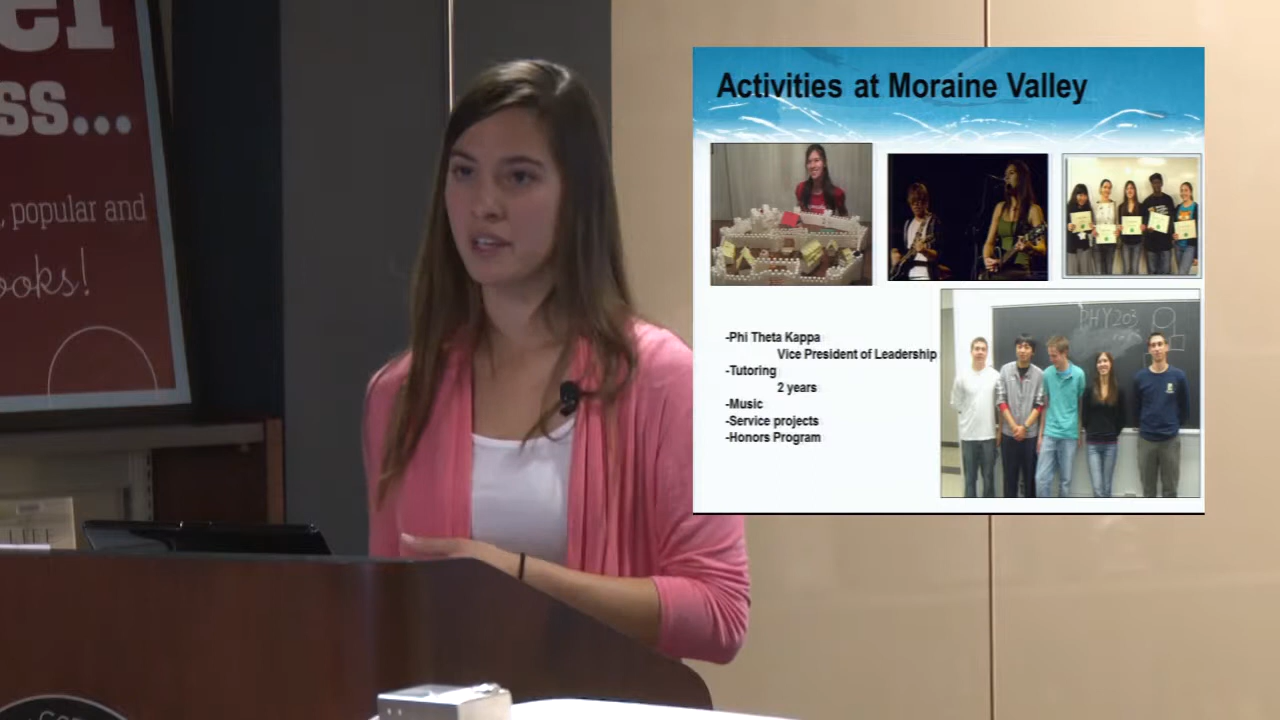 ss...
, popular and
ooks!
Activities at Moraine Valley
PHY203
-Phi Theta Kappa
Vice President of Leadership
-Tutoring
2 years
-Music
-Service projects
-Honors Program